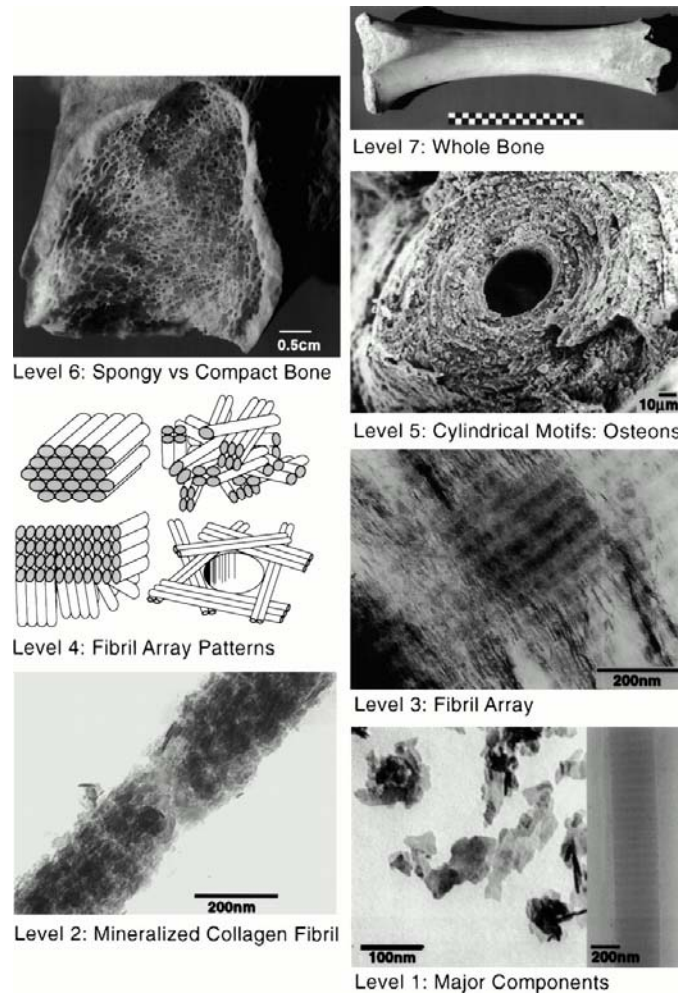 Level 7: Whole Bone
0.5cm
Level 6: Spongy vs Compact Bone
10μm
Level 5: Cylindrical Motifs: Osteons
Level 4: Fibril Array Patterns
200nm
Level 3: Fibril Array
200nm
Level 2: Mineralized Collagen Fibril
100nm
200nm
Level 1: Major Components